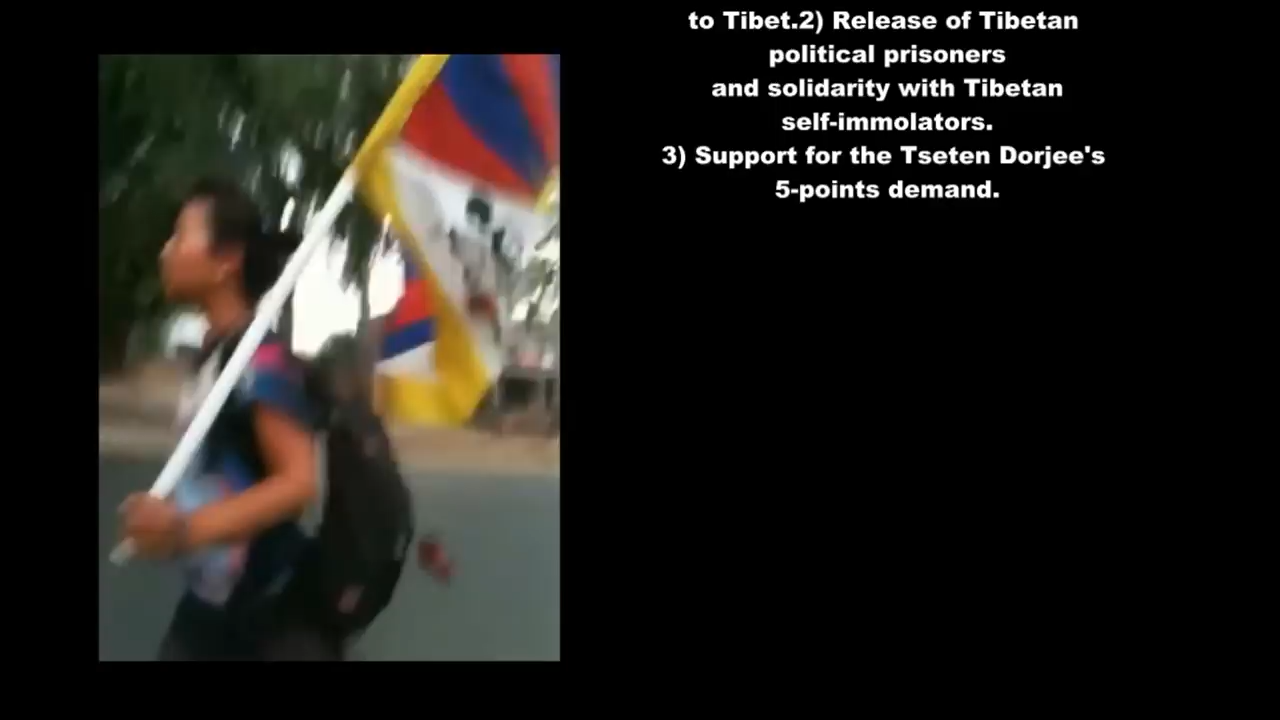 to Tibet.2) Release of Tibetan
political prisoners
and solidarity with Tibetan
self-immolators.
3) Support for the Tseten Dorjee's
5-points demand.